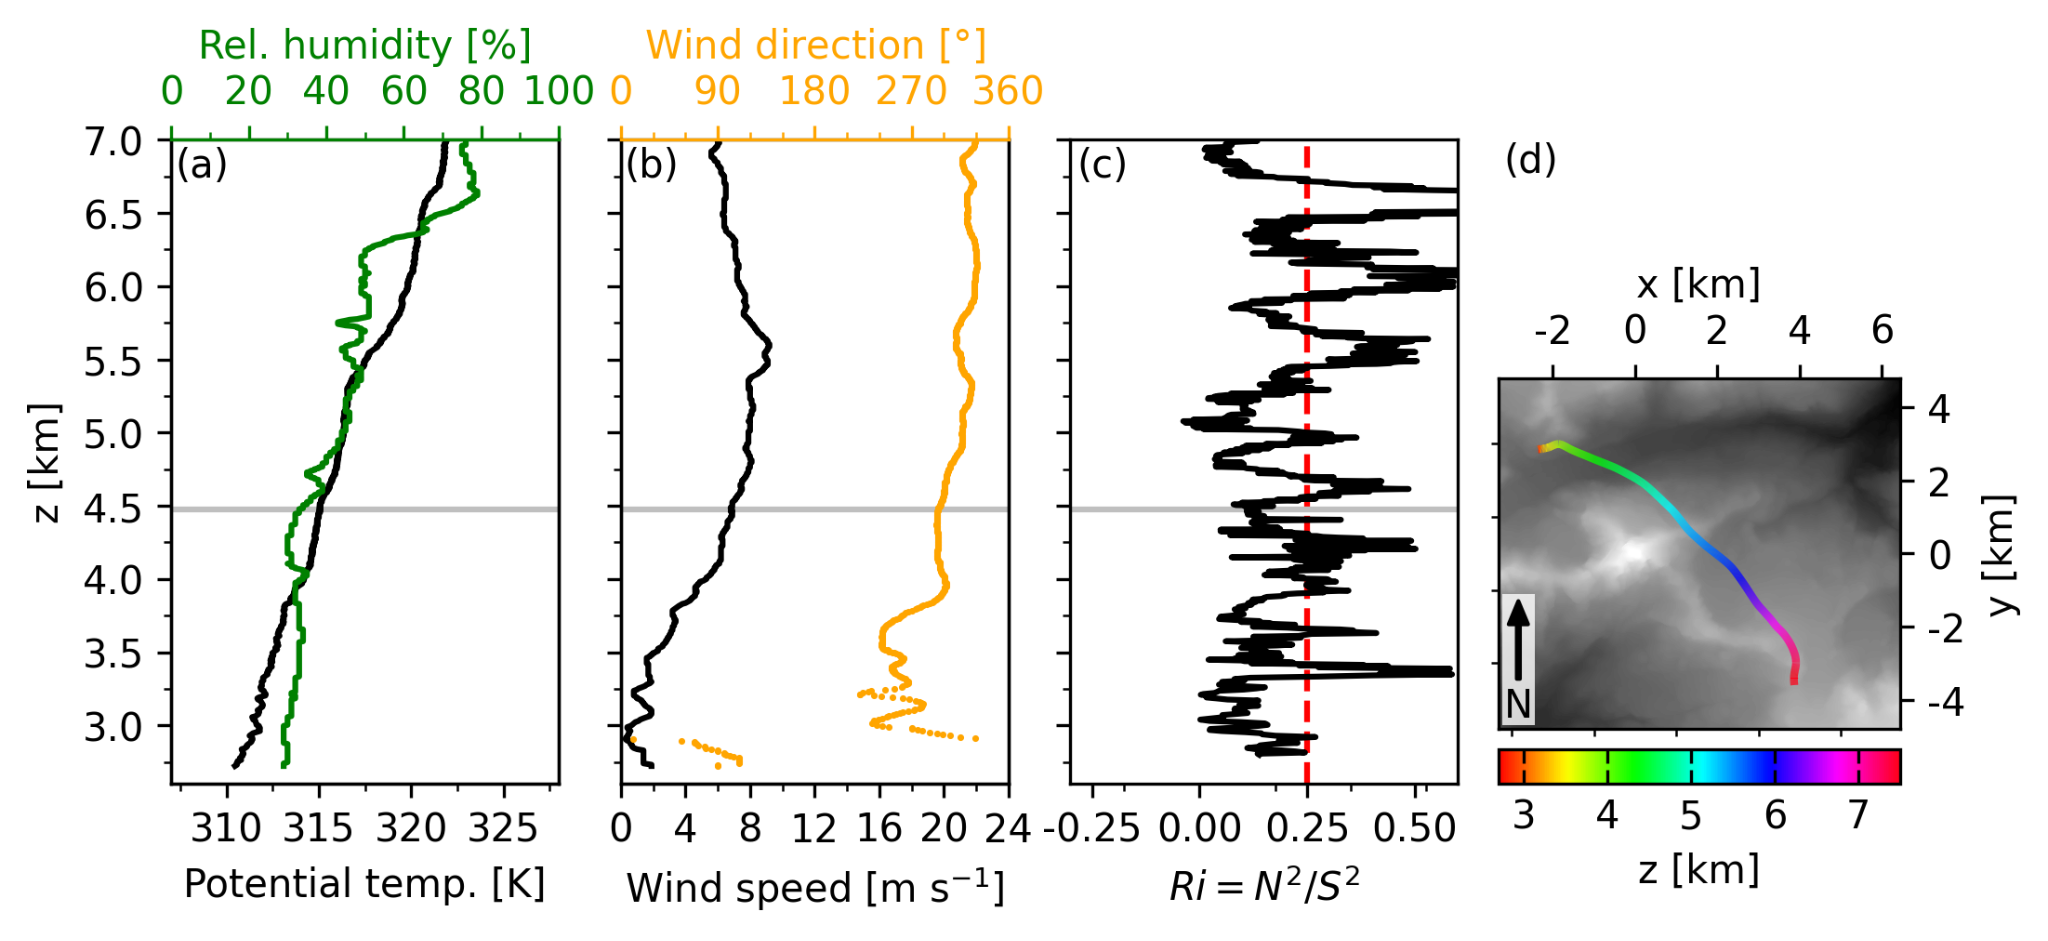 Rel. humidity [%]
0 20 40 60 80 100
Wind direction [°]
0 90 180 270 360
7.0
6.5
6.0
5.5
5.0
4.5
4.0
3.5
3.0
z [km]
(a)
310 315 320 325
Potential temp. [K]
(b)
0 4 8 12 16 20 24
Wind speed [m s⁻¹]
(c)
-0.25 0.00 0.25 0.50
Ri = N²/S²
(d)
x [km]
-2 0 2 4 6
4
2
0
-2
-4
y [km]
N
3 4 5 6 7
z [km]